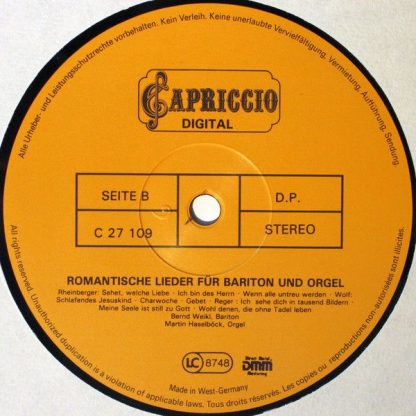 CAPRICCIO
DIGITAL
SEITE B
D.P.
C 27 109
STEREO
ROMANTISCHE LIEDER FÜR BARITON UND ORGEL
Rheinberger: Sehet, welche Liebe · Ich bin des Herrn · Wenn alle untreu werden · Wolf:
Schlafendes Jesuskind · Charwoche · Gebet · Reger: Ich sehe dich in tausend Bildern ·
Meine Seele ist still zu Gott · Wohl denen, die ohne Tadel leben
Bernd Weikl, Bariton
Martin Haselböck, Orgel
LC 8748
DMM
Made in West-Germany
Alle Urheber- und Leistungsschutzrechte vorbehalten. Kein Verleih. Keine unerlaubte Vervielfältigung, Vermietung, Aufführung, Sendung.
All rights reserved. Unauthorized duplication is a violation of applicable laws. Tous droits réservés. Les copies ou reproductions non autorisées sont illicites.